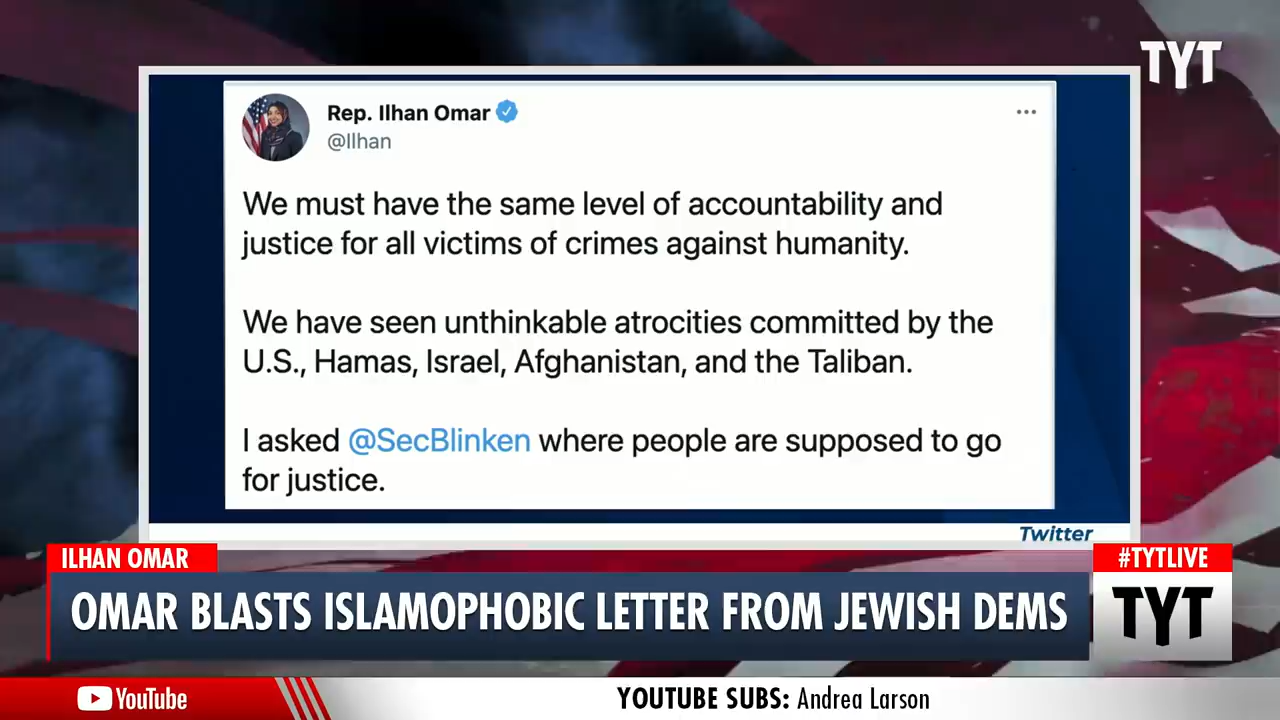 TYT
Rep. Ilhan Omar
@Ilhan
We must have the same level of accountability and
justice for all victims of crimes against humanity.
We have seen unthinkable atrocities committed by the
U.S., Hamas, Israel, Afghanistan, and the Taliban.
I asked @SecBlinken where people are supposed to go
for justice.
Twitter
ILHAN OMAR
#TYTLIVE
OMAR BLASTS ISLAMOPHOBIC LETTER FROM JEWISH DEMS
TYT
YouTube
YOUTUBE SUBS: Andrea Larson